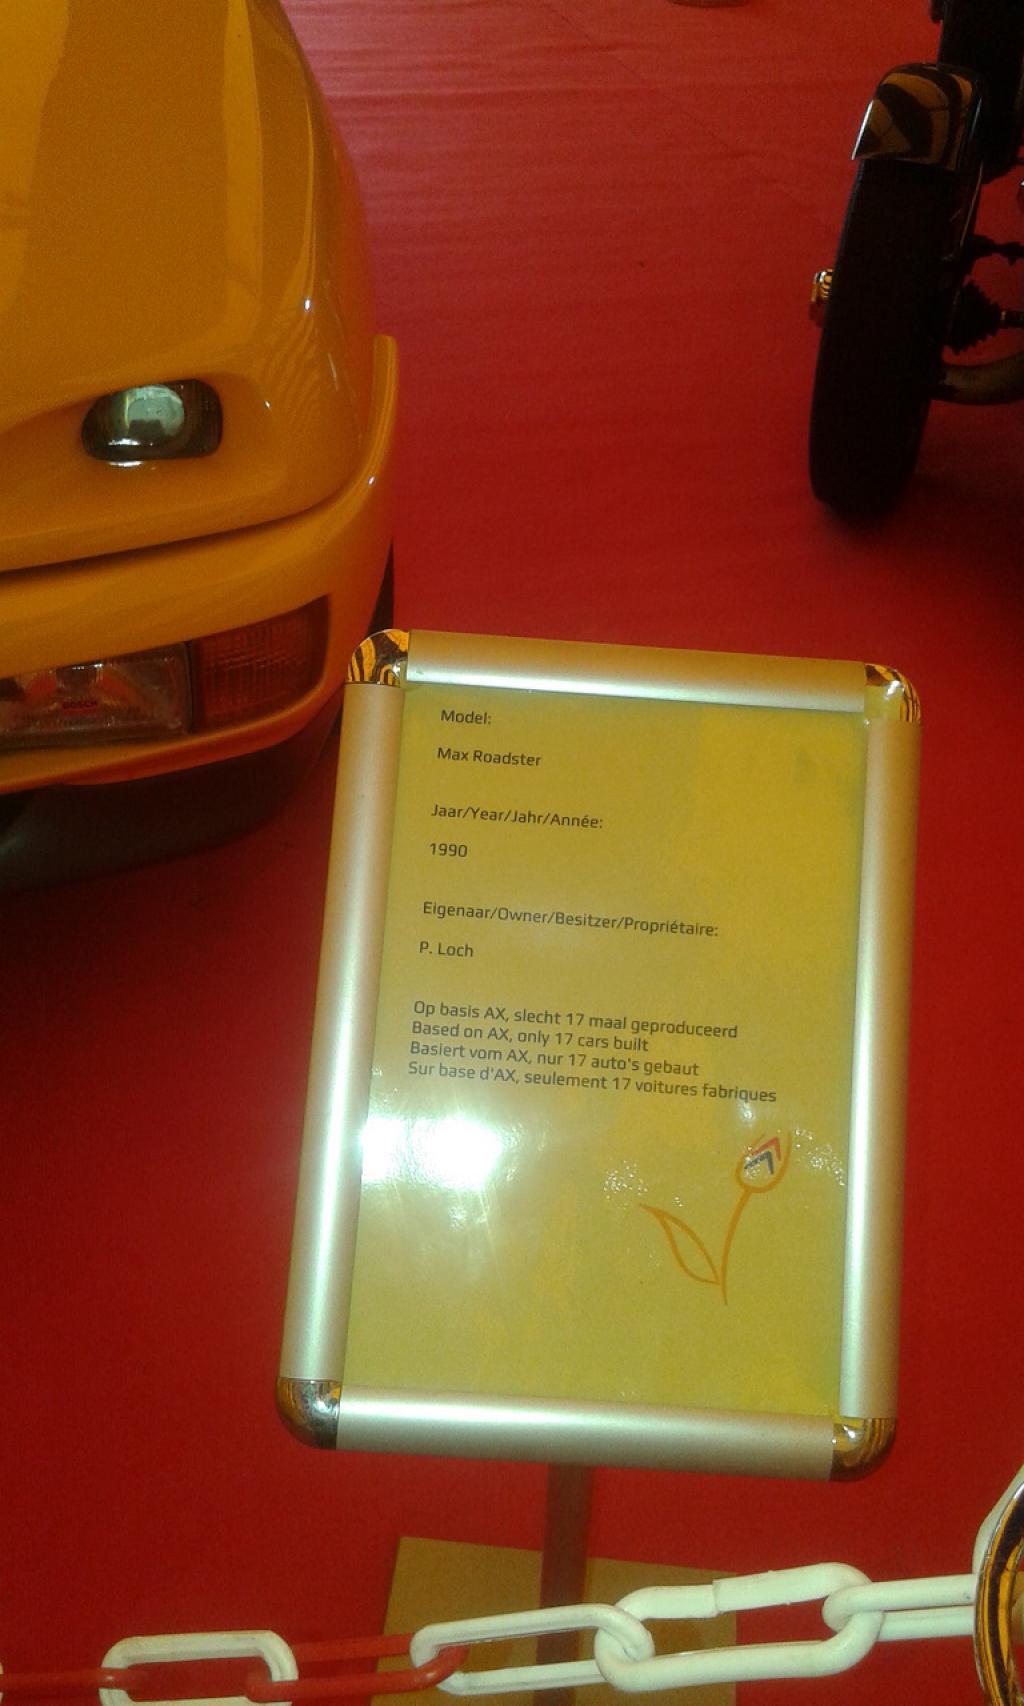 BOSCH
Model:
Max Roadster
Jaar/Year/Jahr/Année:
1990
Eigenaar/Owner/Besitzer/Propriétaire:
P. Loch
Op basis AX, slecht 17 maal geproduceerd
Based on AX, only 17 cars built
Basiert vom AX, nur 17 auto's gebaut
Sur base d'AX, seulement 17 voitures fabriques